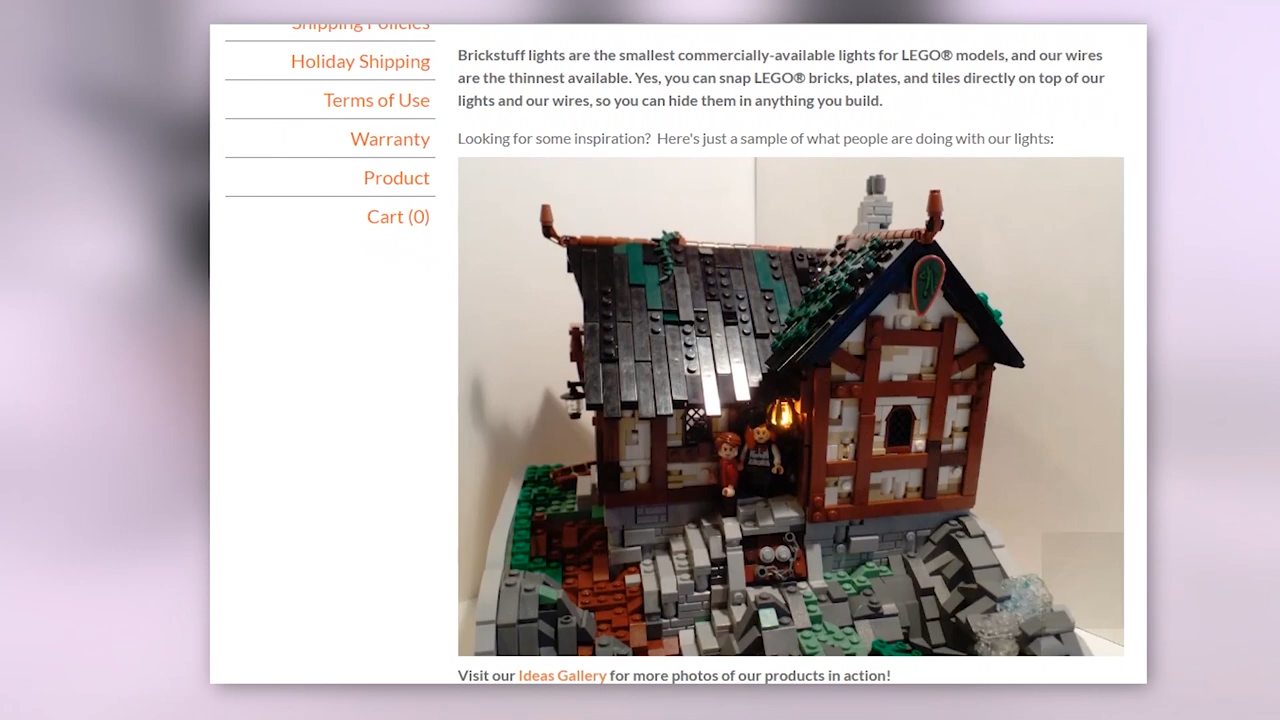 Shipping Policies
Holiday Shipping
Terms of Use
Warranty
Product
Cart (0)
Brickstuff lights are the smallest commercially-available lights for LEGO® models, and our wires
are the thinnest available. Yes, you can snap LEGO® bricks, plates, and tiles directly on top of our
lights and our wires, so you can hide them in anything you build.
Looking for some inspiration? Here's just a sample of what people are doing with our lights:
Visit our Ideas Gallery for more photos of our products in action!